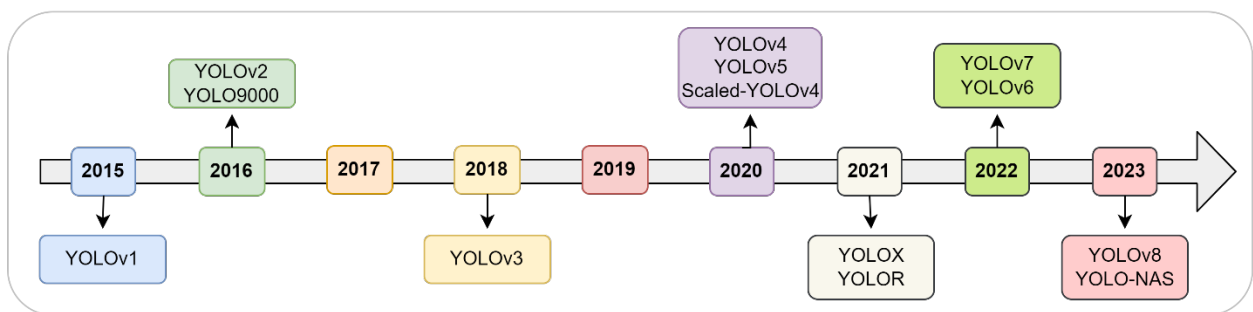 YOLOv2
YOLO9000
YOLOv4
YOLOv5
Scaled-YOLOv4
YOLOv7
YOLOv6
2015
2016
2017
2018
2019
2020
2021
2022
2023
YOLOv1
YOLOv3
YOLOX
YOLOR
YOLOv8
YOLO-NAS